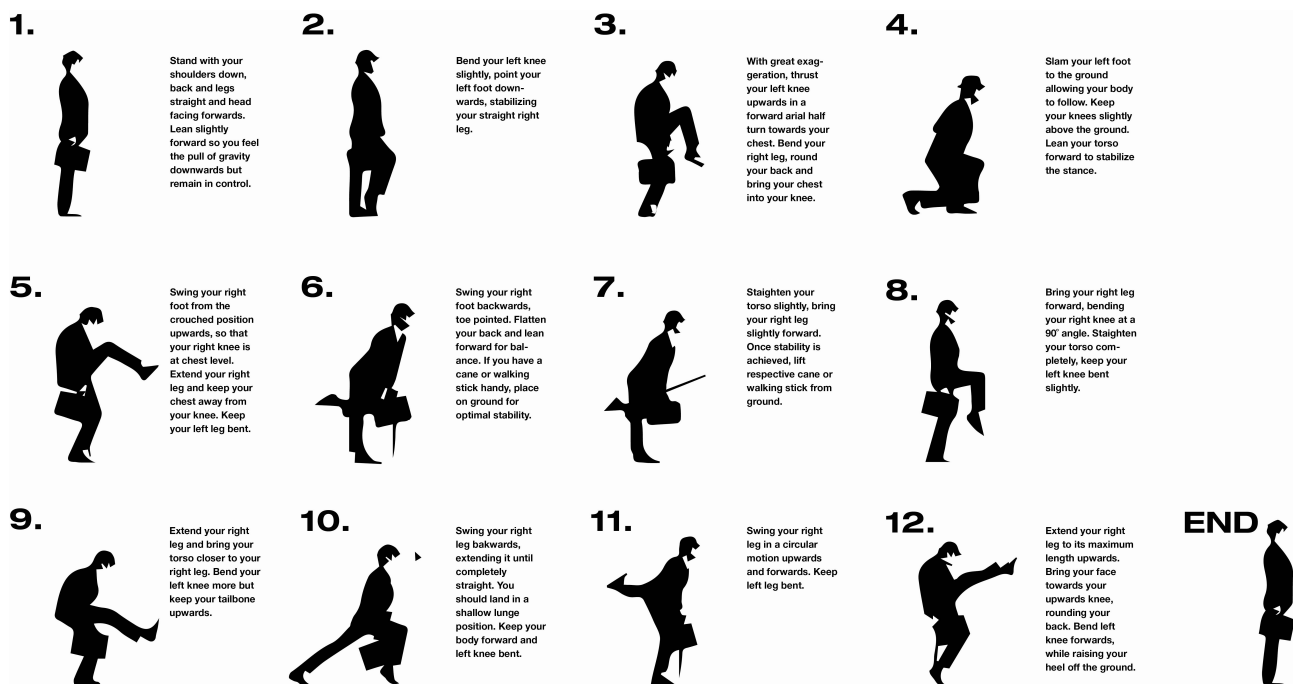 1.
Stand with your
shoulders down,
back and legs
straight and head
facing forwards.
Lean slightly
forward so you feel
the pull of gravity
downwards but
remain in control.
2.
Bend your left knee
slightly, point your
left foot down-
wards, stabilizing
your straight right
leg.
3.
With great exag-
geration, thrust
your left knee
upwards in a
forward arial half
turn towards your
chest. Bend your
right leg, round
your back and
bring your chest
into your knee.
4.
Slam your left foot
to the ground
allowing your body
to follow. Keep
your knees slightly
above the ground.
Lean your torso
forward to stabilize
the stance.
5.
Swing your right
foot from the
crouched position
upwards, so that
your right knee is
at chest level.
Extend your right
leg and keep your
chest away from
your knee. Keep
your left leg bent.
6.
Swing your right
foot backwards,
toe pointed. Flatten
your back and lean
forward for bal-
ance. If you have a
cane or walking
stick handy, place
on ground for
optimal stability.
7.
Staighten your
torso slightly, bring
your right leg
slightly forward.
Once stability is
achieved, lift
respective cane or
walking stick from
ground.
8.
Bring your right leg
forward, bending
your right knee at a
90° angle. Staighten
your torso com-
pletely, keep your
left knee bent
slightly.
9.
Extend your right
leg and bring your
torso closer to your
right leg. Bend your
left knee more but
keep your tailbone
upwards.
10.
Swing your right
leg bakwards,
extending it until
completely
straight. You
should land in a
shallow lunge
position. Keep your
body forward and
left knee bent.
11.
Swing your right
leg in a circular
motion upwards
and forwards. Keep
left leg bent.
12.
Extend your right
leg to its maximum
length upwards.
Bring your face
towards your
upwards knee,
rounding your
back. Bend left
knee forwards,
while raising your
heel off the ground.
END